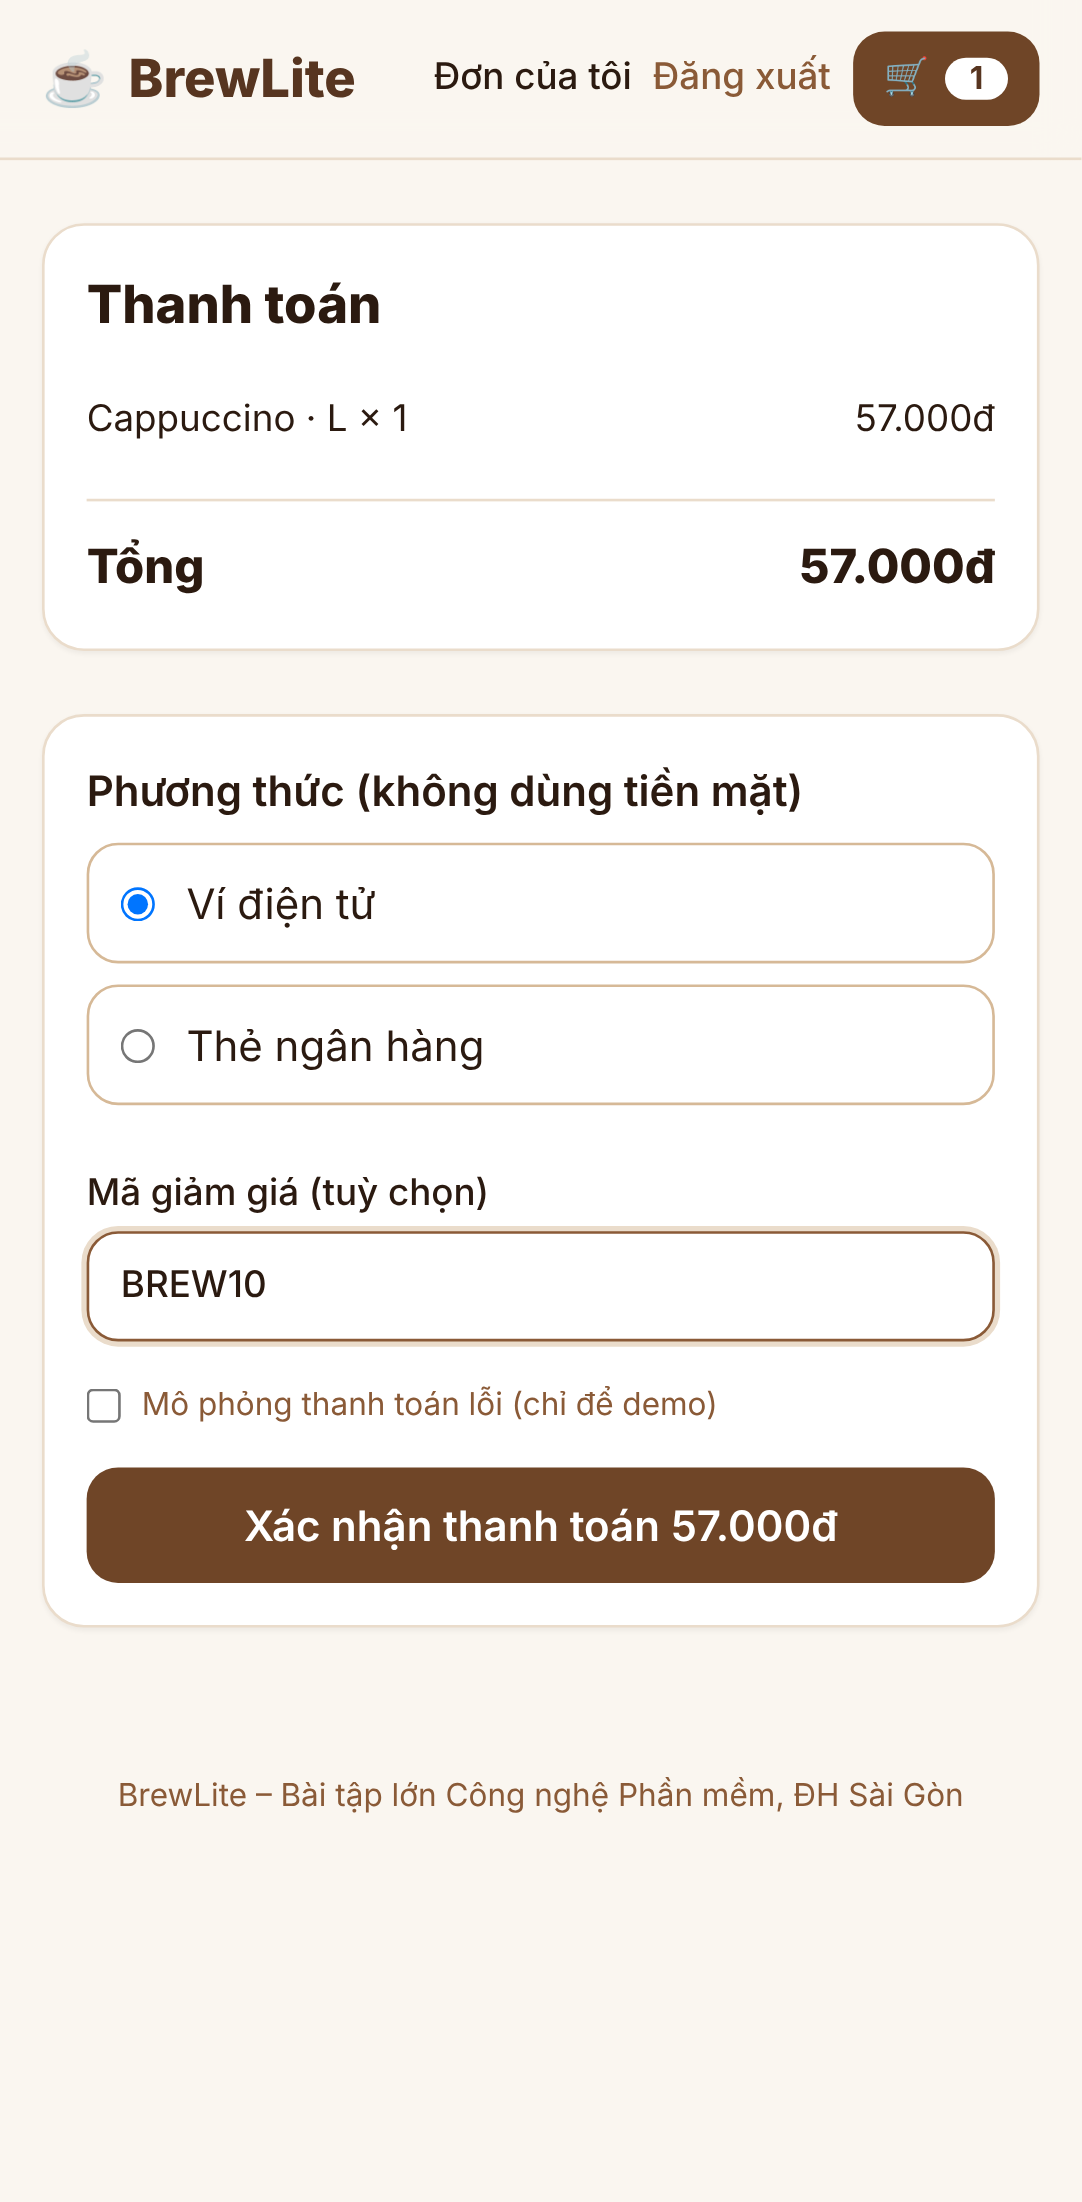 BrewLite
Đơn của tôi
Đăng xuất
1
Thanh toán
Cappuccino · L × 1
57.000đ
Tổng
57.000đ
Phương thức (không dùng tiền mặt)
Ví điện tử
Thẻ ngân hàng
Mã giảm giá (tuỳ chọn)
BREW10
Mô phỏng thanh toán lỗi (chỉ để demo)
Xác nhận thanh toán 57.000đ
BrewLite – Bài tập lớn Công nghệ Phần mềm, ĐH Sài Gòn